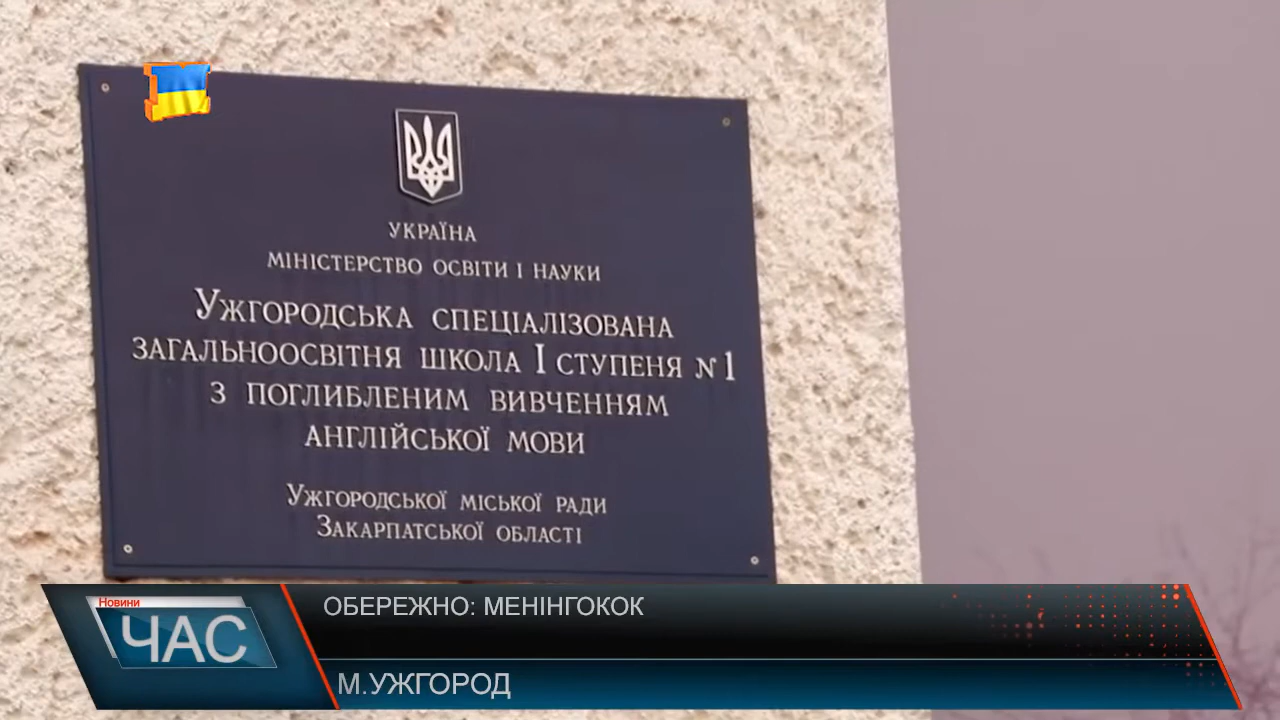 УКРАЇНА
МІНІСТЕРСТВО ОСВІТИ І НАУКИ
УЖГОРОДСЬКА СПЕЦІАЛІЗОВАНА
ЗАГАЛЬНООСВІТНЯ ШКОЛА І СТУПЕНЯ №1
З ПОГЛИБЛЕНИМ ВИВЧЕННЯМ
АНГЛІЙСЬКОЇ МОВИ
УЖГОРОДСЬКОЇ МІСЬКОЇ РАДИ
ЗАКАРПАТСЬКОЇ ОБЛАСТІ
Новини
ЧАС
ОБЕРЕЖНО: МЕНІНГОКОК
М.УЖГОРОД